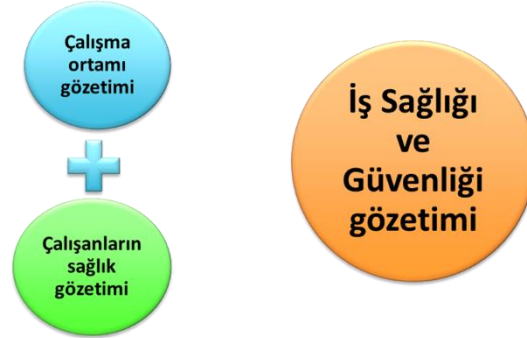 Çalışma
ortamı
gözetimi
Çalışanların
sağlık
gözetimi
İş Sağlığı
ve
Güvenliği
gözetimi